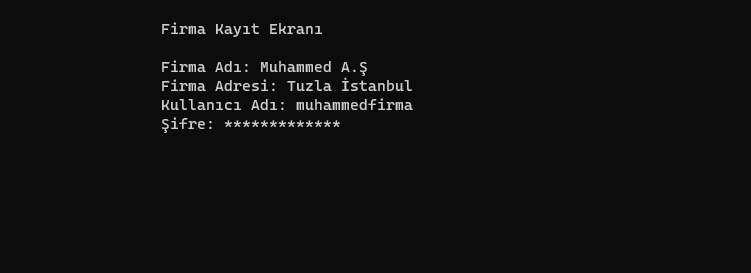 Firma Kayıt Ekranı
Firma Adı: Muhammed A.Ş
Firma Adresi: Tuzla İstanbul
Kullanıcı Adı: muhammedfirma
Şifre: *************